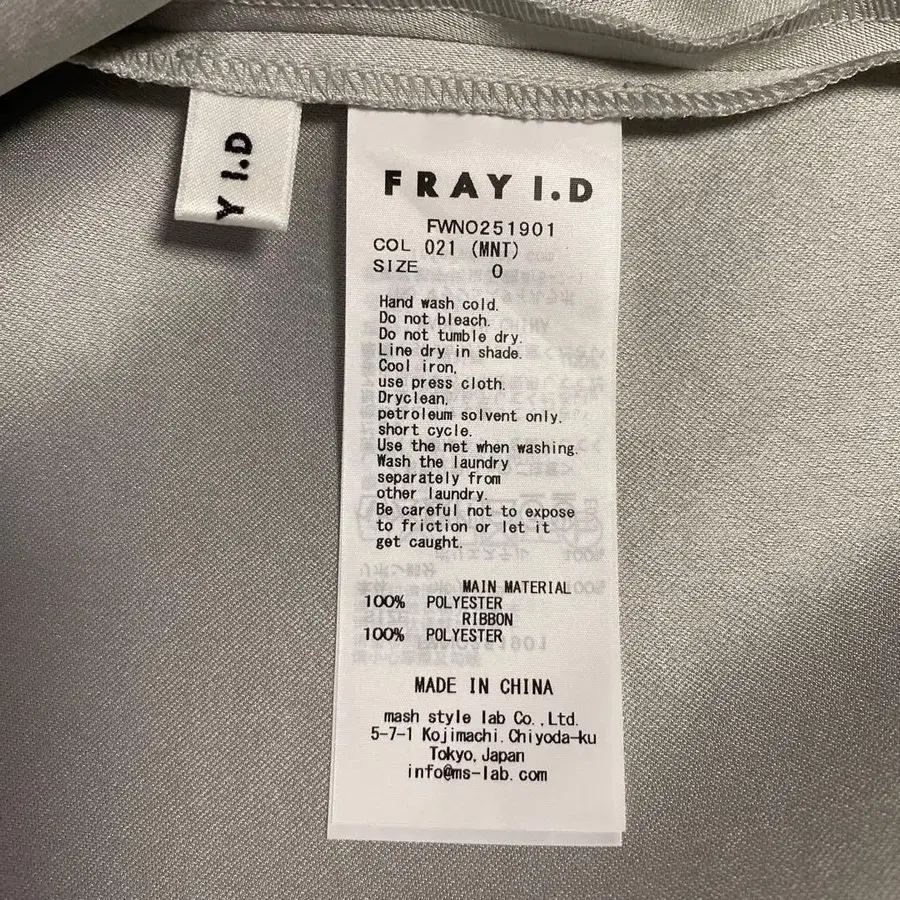 Y I.D
FRAY I.D
FWNO251901
COL 021 (MNT)
SIZE 0
Hand wash cold.
Do not bleach.
Do not tumble dry.
Line dry in shade.
Cool iron,
use press cloth.
Dryclean,
petroleum solvent only.
short cycle.
Use the net when washing.
Wash the laundry
separately from
other laundry.
Be careful not to expose
to friction or let it
get caught.
MAIN MATERIAL
100% POLYESTER
RIBBON
100% POLYESTER
MADE IN CHINA
mash style lab Co.,Ltd.
5-7-1 Kojimachi.Chiyoda-ku
Tokyo,Japan
info@ms-lab.com